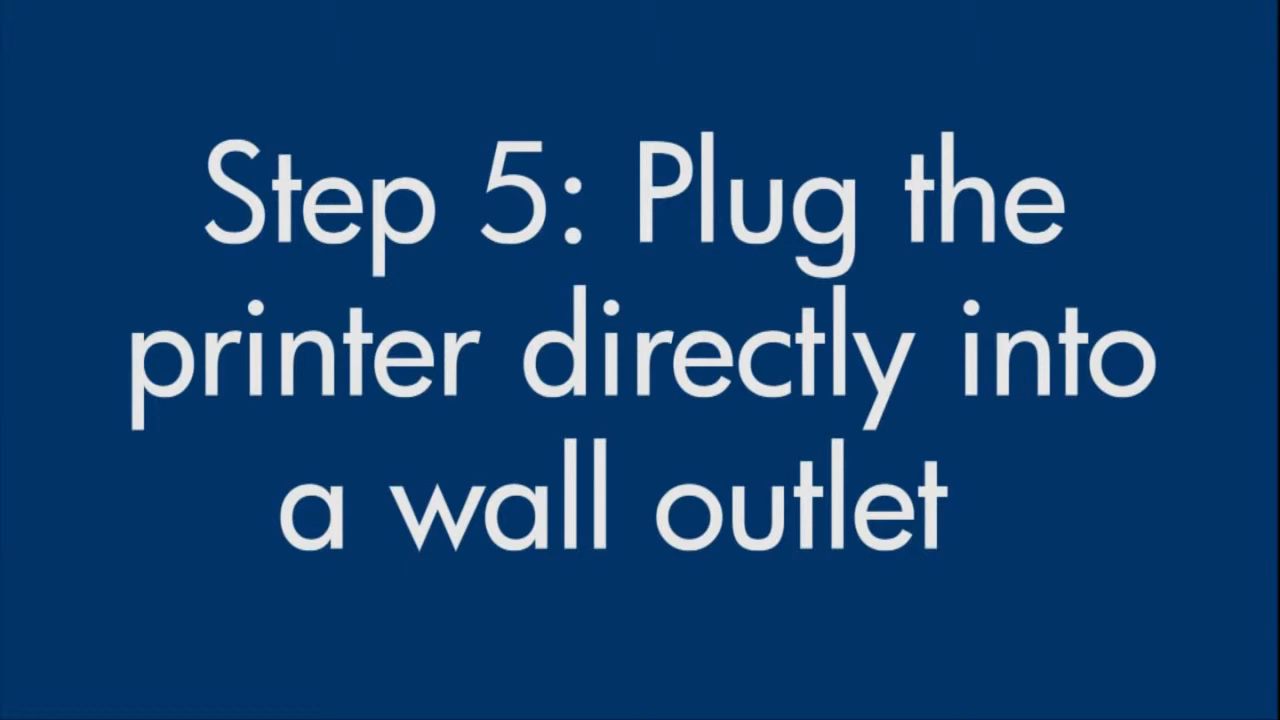 Step 5: Plug the
printer directly into
a wall outlet